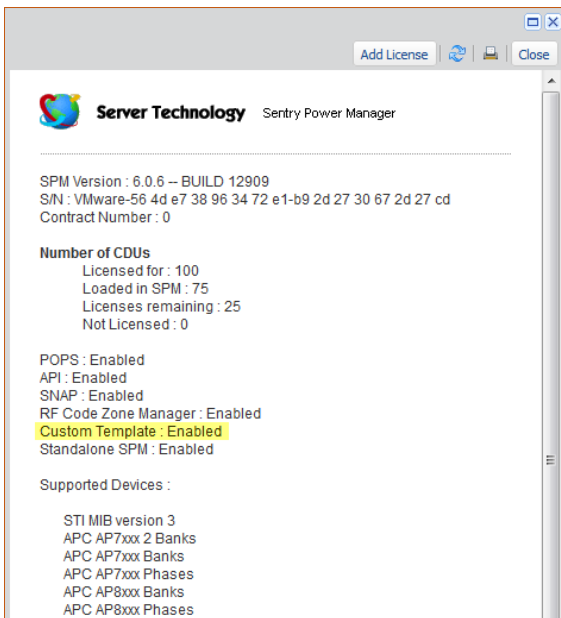 Add License
Close
Server Technology Sentry Power Manager
SPM Version : 6.0.6 -- BUILD 12909
S/N : VMware-56 4d e7 38 96 34 72 e1-b9 2d 27 30 67 2d 27 cd
Contract Number : 0
Number of CDUs
Licensed for : 100
Loaded in SPM : 75
Licenses remaining : 25
Not Licensed : 0
POPS : Enabled
API : Enabled
SNAP : Enabled
RF Code Zone Manager : Enabled
Custom Template : Enabled
Standalone SPM : Enabled
Supported Devices :
STI MIB version 3
APC AP7xxx 2 Banks
APC AP7xxx Banks
APC AP7xxx Phases
APC AP8xxx Banks
APC AP8xxx Phases